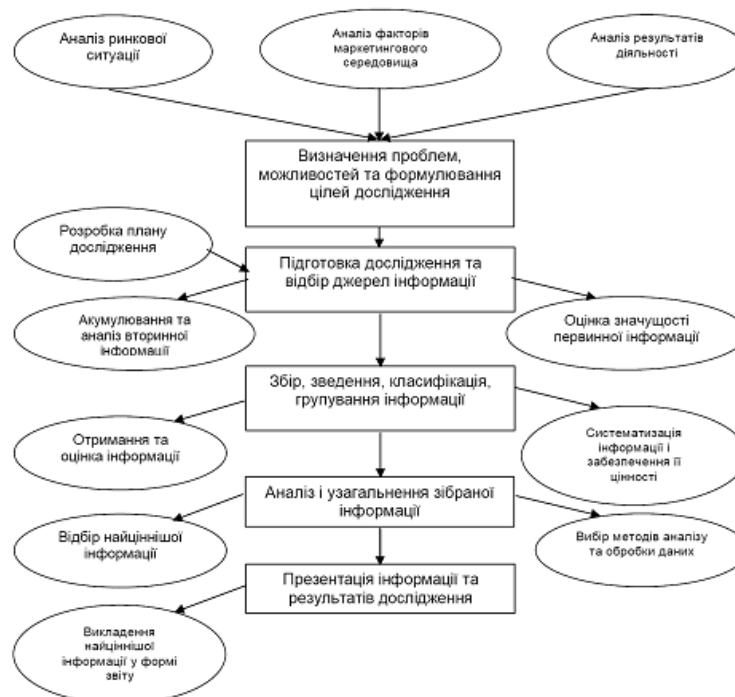 Аналіз ринкової
ситуації
Аналіз факторів
маркетингового
середовища
Аналіз результатів
діяльності
Визначення проблем,
можливостей та формулювання
цілей дослідження
Розробка плану
дослідження
Підготовка дослідження та
відбір джерел інформації
Акумулювання та
аналіз вторинної
інформації
Оцінка значущості
первинної інформації
Збір, зведення, класифікація,
групування інформації
Отримання та
оцінка інформації
Систематизація
інформації і
забезпечення її
цінності
Аналіз і узагальнення зібраної
інформації
Відбір найціннішої
інформації
Вибір методів аналізу
та обробки даних
Презентація інформації та
результатів дослідження
Викладення
найціннішої
інформації у формі
звіту